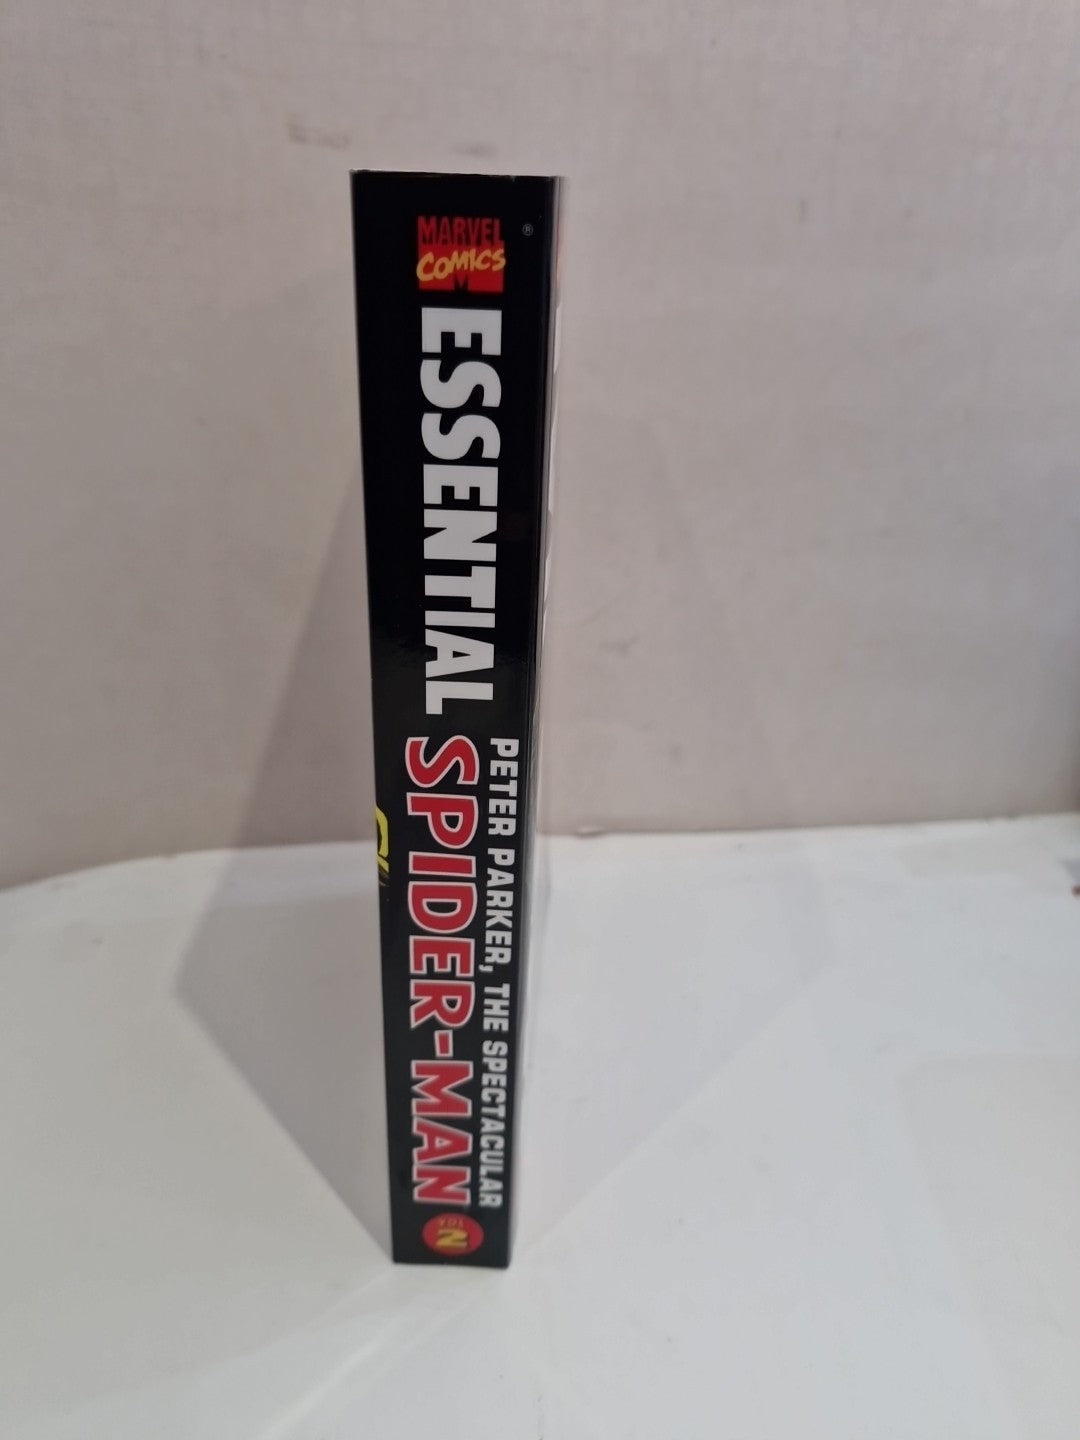 MARVEL
COMICS
®
ESSENTIAL
PETER PARKER, THE SPECTACULAR
SPIDER-MAN
VOL
2